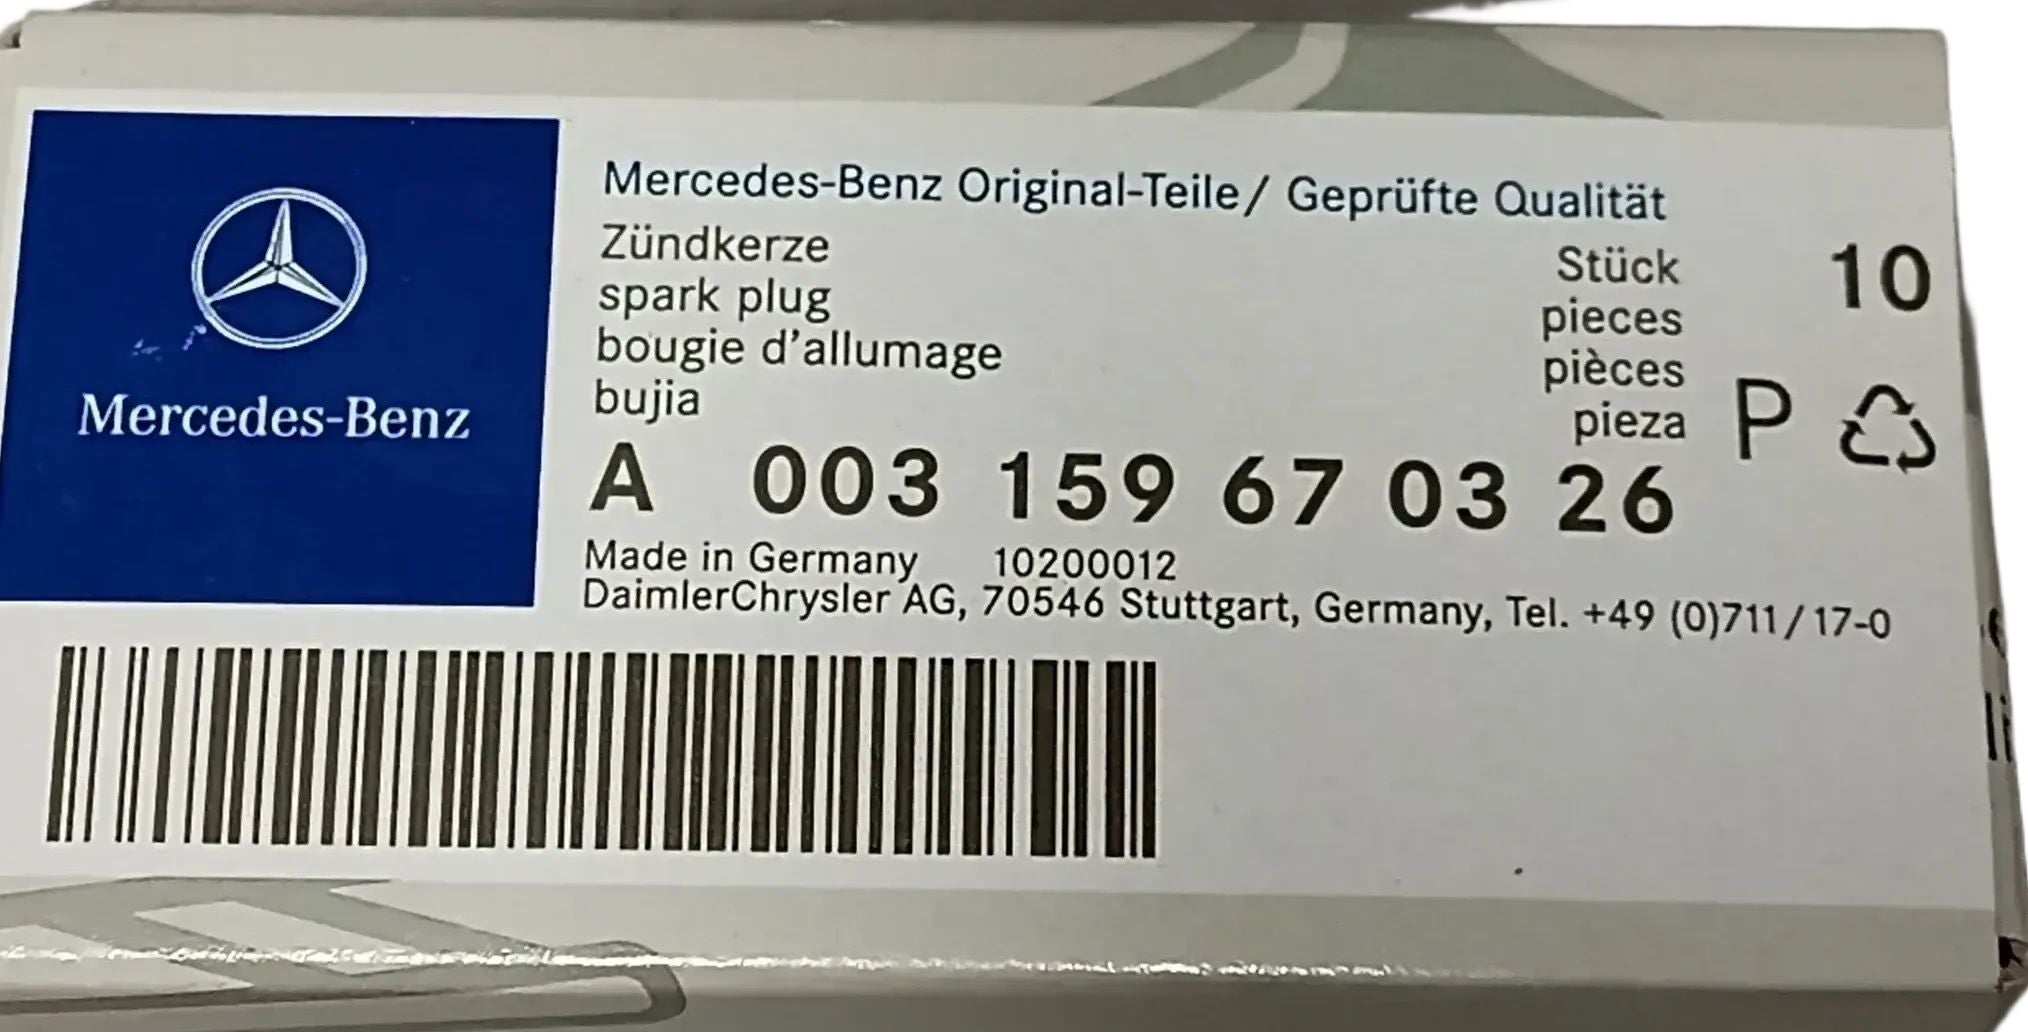 Mercedes-Benz
Mercedes-Benz Original-Teile/ Geprüfte Qualität
Zündkerze
spark plug
bougie d'allumage
bujia
Stück 10
pieces
pièces
pieza P
A 003 159 67 03 26
Made in Germany 10200012
DaimlerChrysler AG, 70546 Stuttgart, Germany, Tel. +49 (0)711/17-0